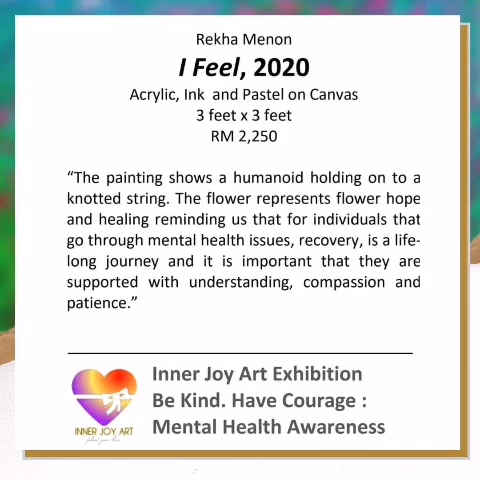 Rekha Menon
I Feel, 2020
Acrylic, Ink and Pastel on Canvas
3 feet x 3 feet
RM 2,250
“The painting shows a humanoid holding on to a
knotted string. The flower represents flower hope
and healing reminding us that for individuals that
go through mental health issues, recovery, is a life-
long journey and it is important that they are
supported with understanding, compassion and
patience.”
Inner Joy Art Exhibition
Be Kind. Have Courage :
Mental Health Awareness
INNER JOY ART